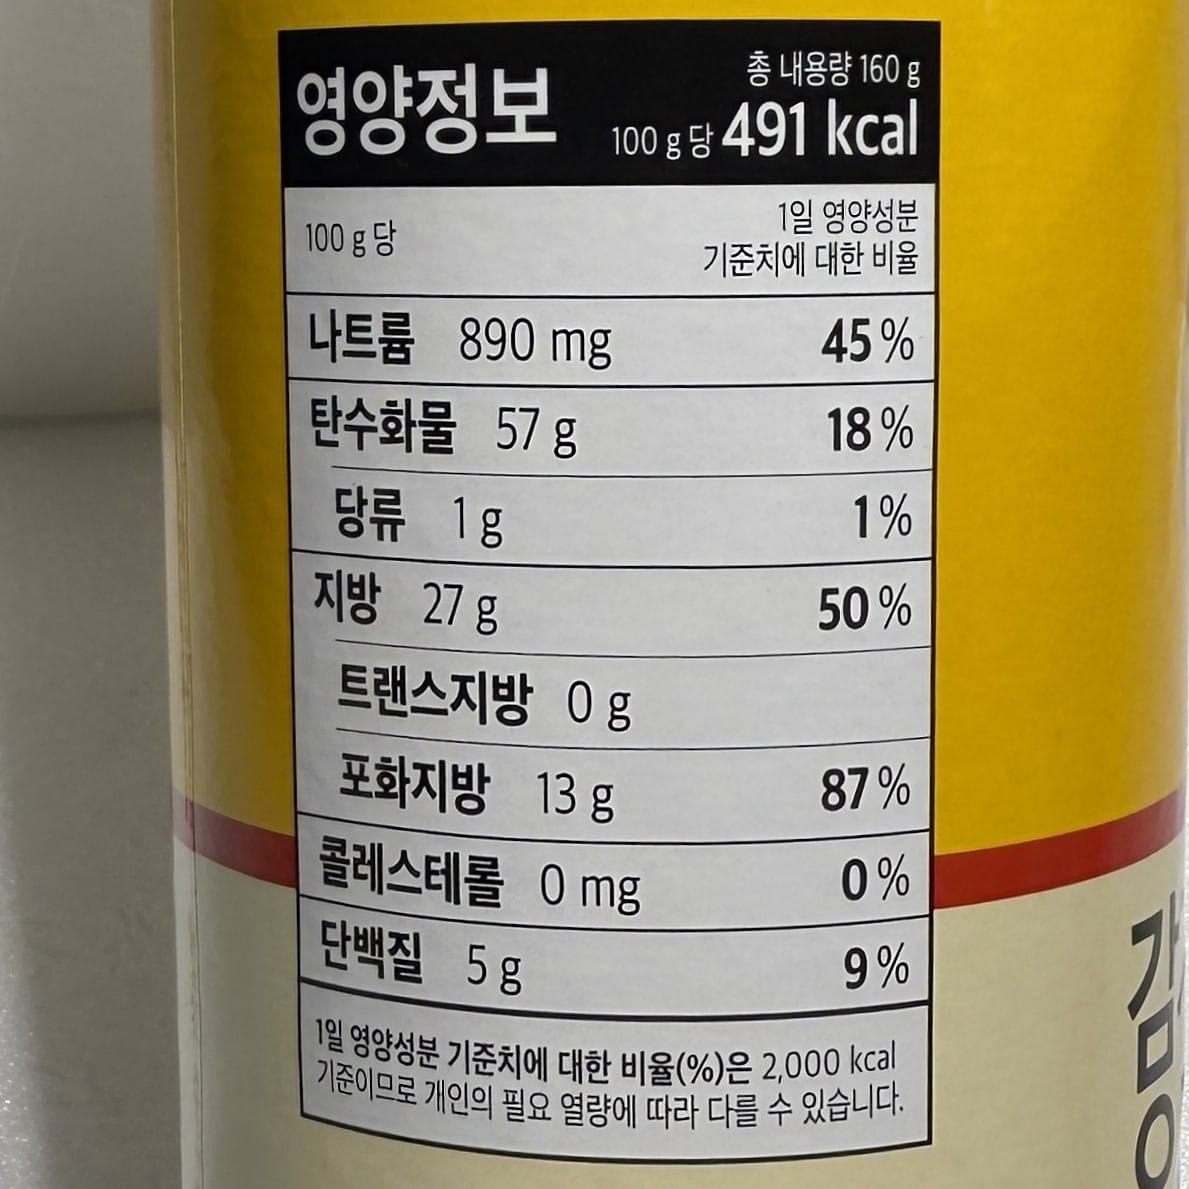 영양정보
총 내용량 160 g
100 g 당 491 kcal
100 g 당
1일 영양성분
기준치에 대한 비율
나트륨 890 mg 45 %
탄수화물 57 g 18 %
당류 1 g 1 %
지방 27 g 50 %
트랜스지방 0 g
포화지방 13 g 87 %
콜레스테롤 0 mg 0 %
단백질 5 g 9 %
1일 영양성분 기준치에 대한 비율(%)은 2,000 kcal
기준이므로 개인의 필요 열량에 따라 다를 수 있습니다.